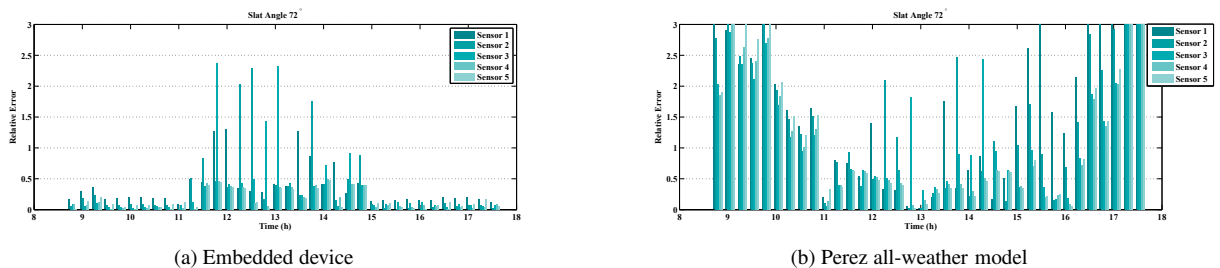 Slat Angle 72°
3
2.5
2
1.5
1
0.5
0
Relative Error
8 9 10 11 12 13 14 15 16 17 18
Time (h)
Sensor 1
Sensor 2
Sensor 3
Sensor 4
Sensor 5
(a) Embedded device
Slat Angle 72°
3
2.5
2
1.5
1
0.5
0
Relative Error
8 9 10 11 12 13 14 15 16 17 18
Time (h)
Sensor 1
Sensor 2
Sensor 3
Sensor 4
Sensor 5
(b) Perez all-weather model